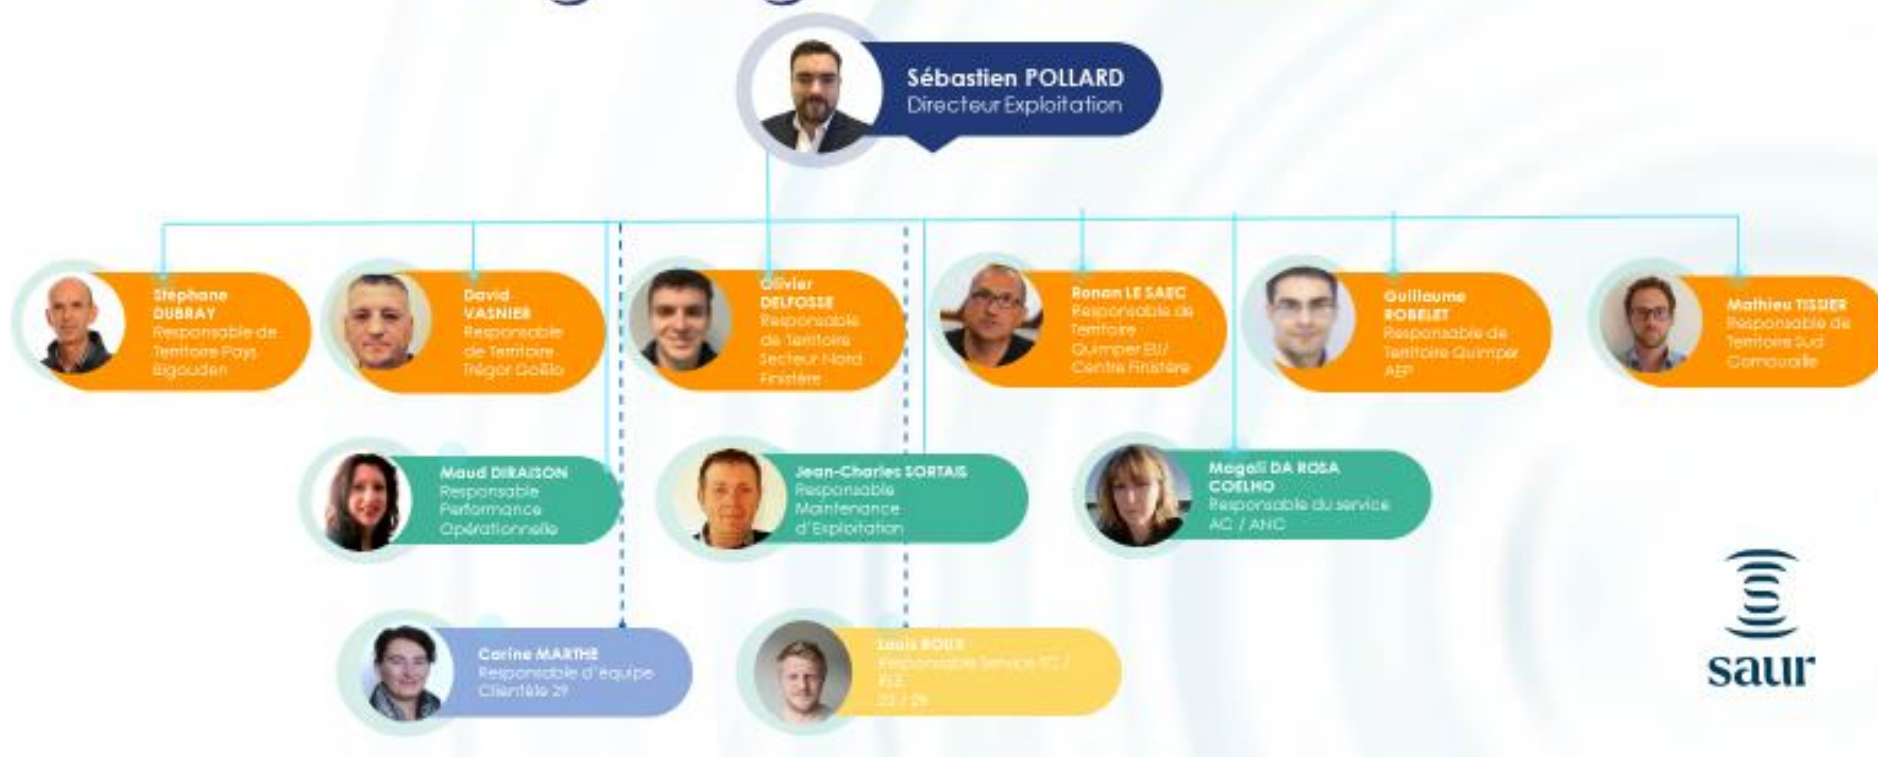 Sébastien POLLARD
Directeur Exploitation
Stéphane
DUBRAY
Responsable de
Territoire Pays
Bigouden
David
VASNIER
Responsable
de Territoire
Trégor Goëlo
Olivier
DELFOSSE
Responsable
de Territoire
Secteur Nord
Finistère
Ronan LE SAEC
Responsable de
Territoire
Quimper EU/
Centre Finistère
Guillaume
ROBELET
Responsable de
Territoire Quimper
AEP
Mathieu TISSIER
Responsable de
Territoire Sud
Cornouaille
Maud DIRAISON
Responsable
Performance
Opérationnelle
Jean-Charles SORTAIS
Responsable
Maintenance
d'Exploitation
Magali DA ROSA
COELHO
Responsable du service
AC / ANC
Carine MARTHE
Responsable d'équipe
Clientèle 29
Louis ROUX
Responsable Service
saur